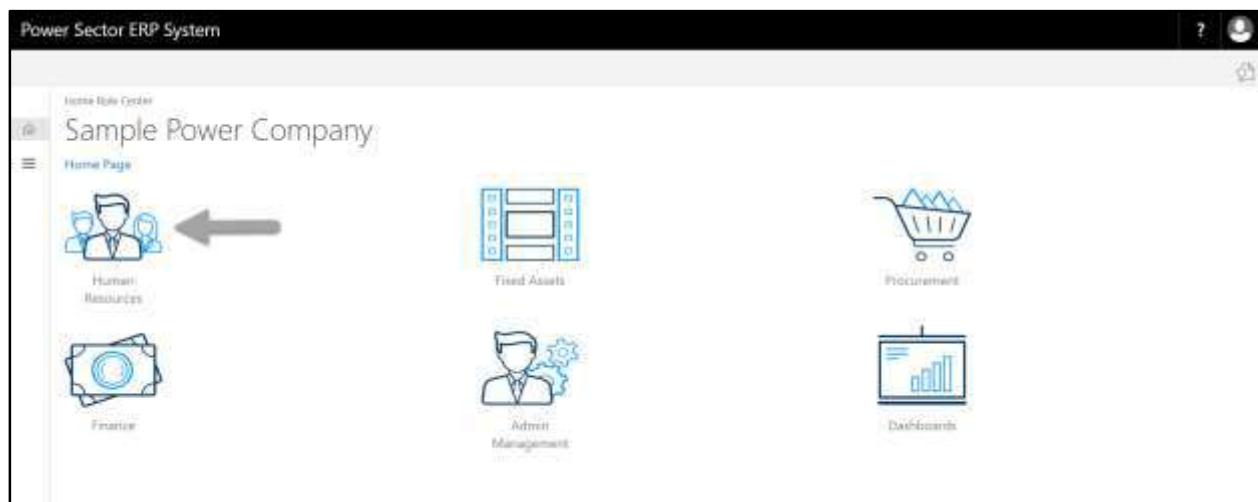 Power Sector ERP System
?
Home Role Center
Sample Power Company
Home Page
Human
Resources
Fixed Assets
Procurement
Finance
Admin
Management
Dashboards